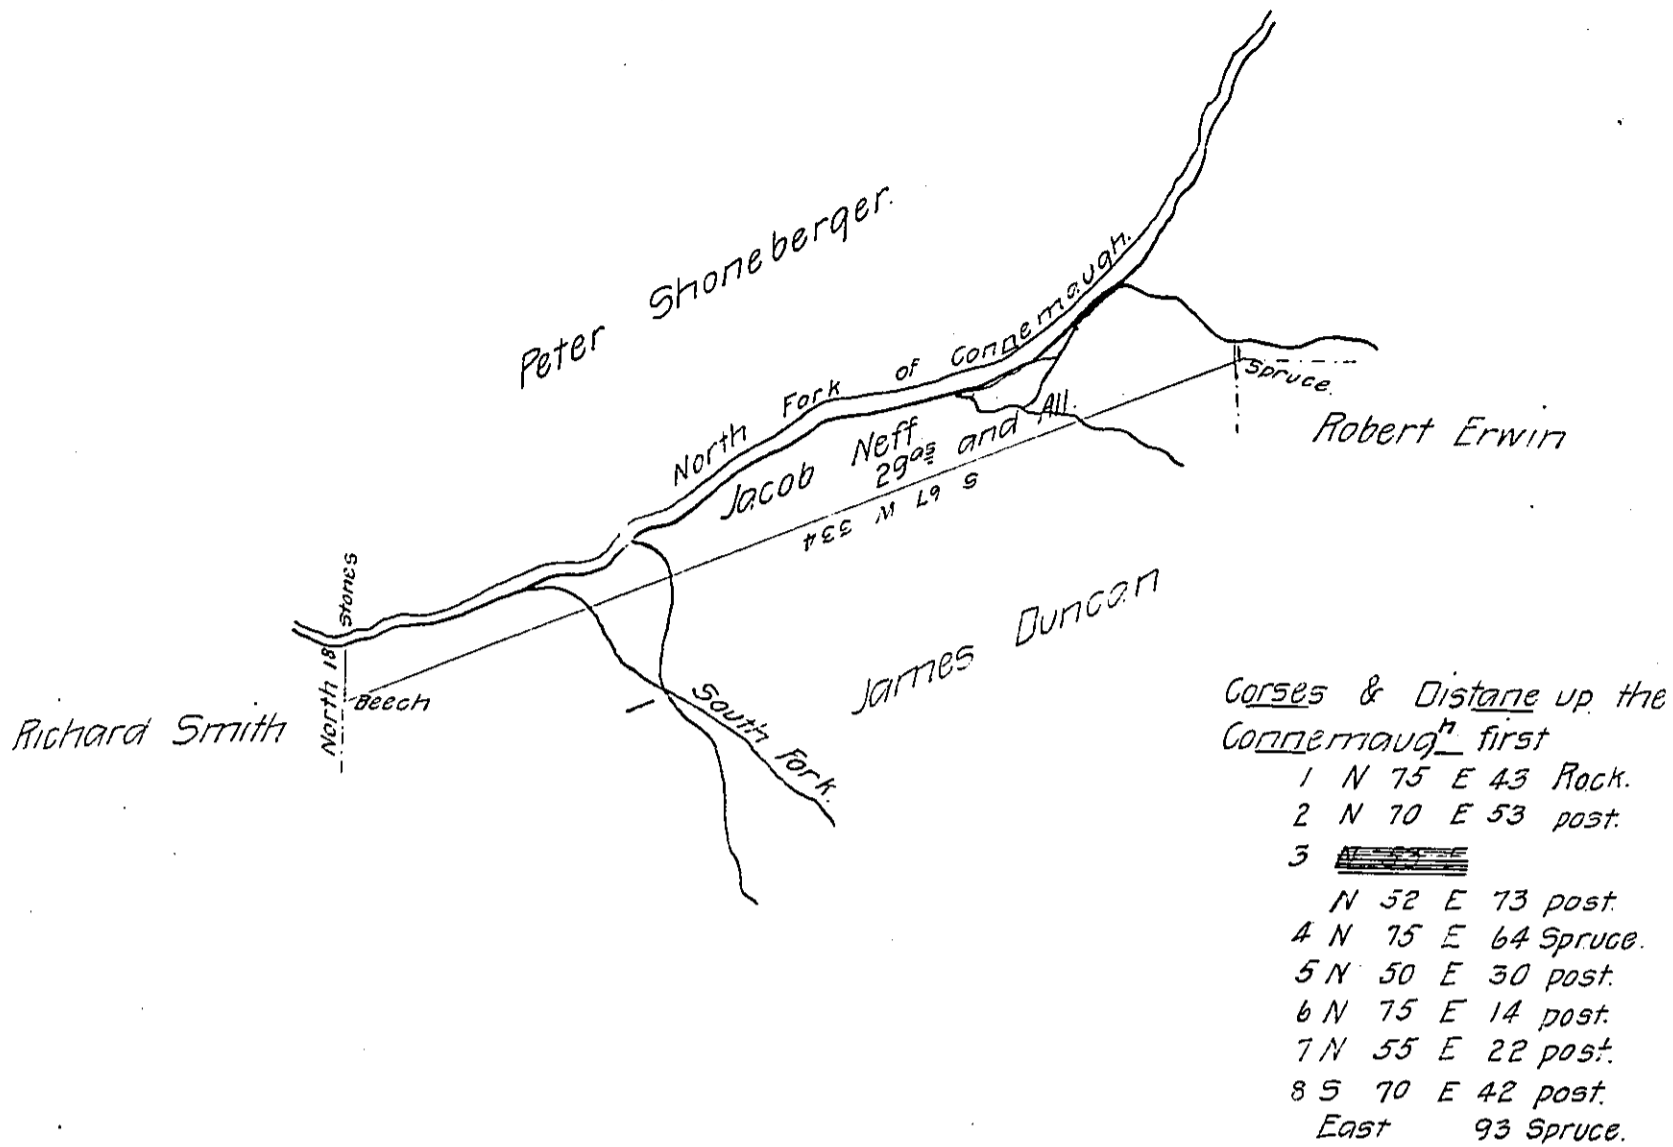 Peter Shoneberger.
North Fork of Connemaugh.
Jacob Neff
29as and All.
S 67 W 334
Spruce.
Robert Erwin
Stones
North 18
Beech
Richard Smith
South Fork.
James Duncan
Corses & Distane up the
Connemaugh first
1 N 75 E 43 Rock.
2 N 70 E 53 post.
3
N 52 E 73 post.
4 N 75 E 64 Spruce.
5 N 50 E 30 post.
6 N 75 E 14 post.
7 N 55 E 22 post.
8 S 70 E 42 post.
East 93 Spruce.